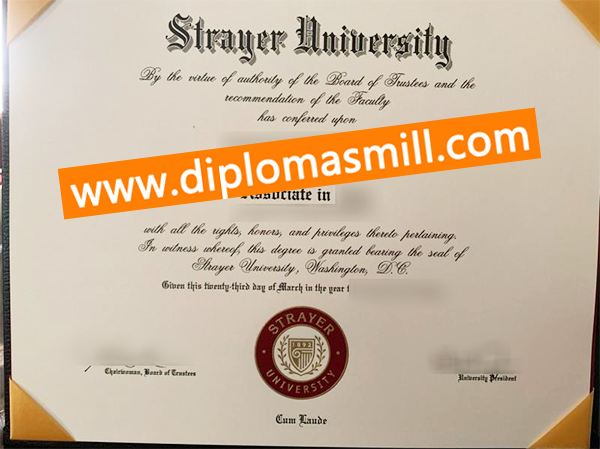 Strayer University
By the virtue of authority of the Board of Trustees and the
recommendation of the Faculty
has conferred upon
www.diplomasmill.com
Associate in
with all the rights, honors, and privileges thereto pertaining.
In witness whereof, this degree is granted bearing the seal of
Strayer University, Washington, D.C.
Given this twenty-third day of March in the year
STRAYER
1892
UNIVERSITY
Chairwoman, Board of Trustees
University President
Cum Laude